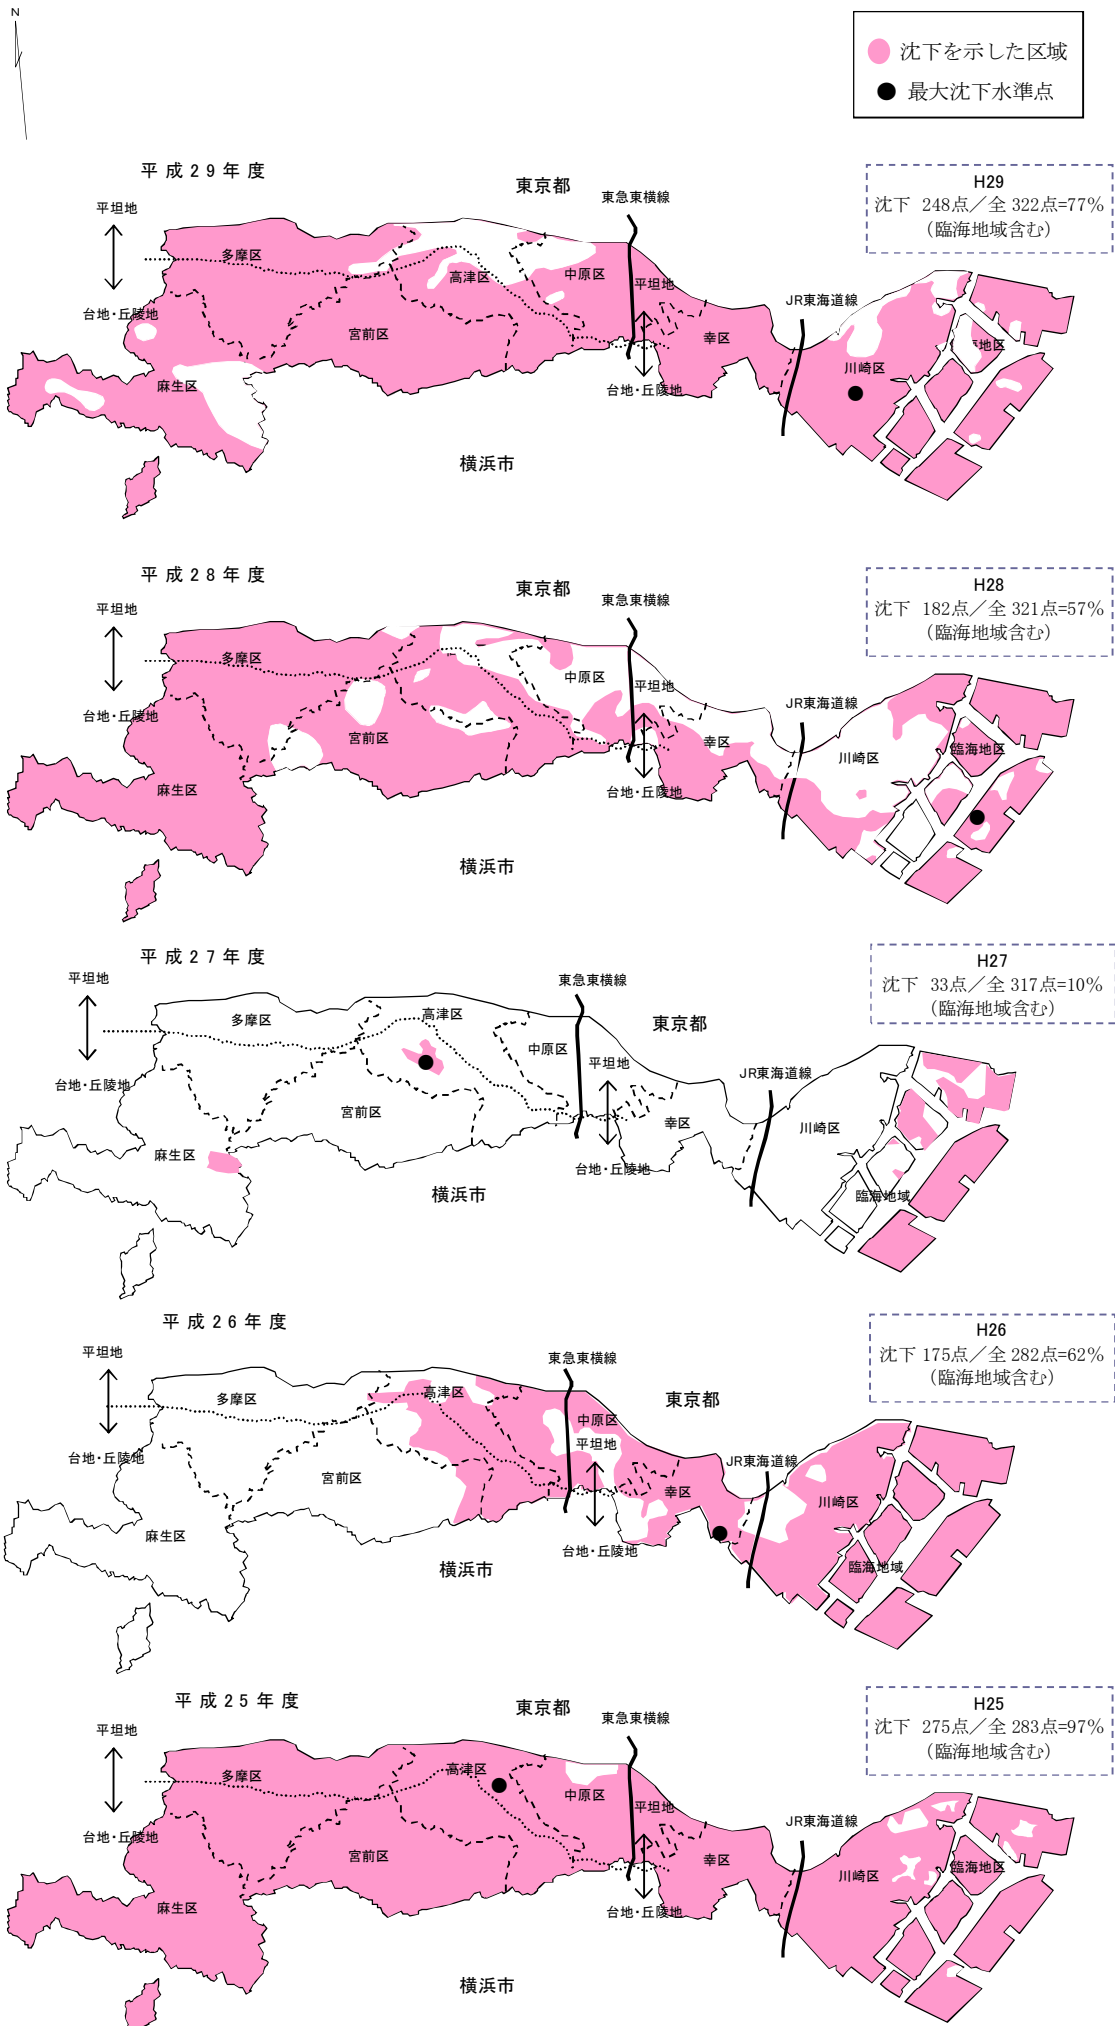 N
沈下を示した区域
最大沈下水準点
平成29年度
東京都
東急東横線
H29
沈下 248点／全 322点=77%
（臨海地域含む）
平坦地
台地・丘陵地
多摩区
高津区
中原区
平坦地
宮前区
幸区
JR東海道線
川崎区
海地区
麻生区
台地・丘陵地
横浜市
平成28年度
東京都
東急東横線
H28
沈下 182点／全 321点=57%
（臨海地域含む）
平坦地
台地・丘陵地
多摩区
中原区
平坦地
宮前区
幸区
JR東海道線
川崎区
臨海地区
麻生区
台地・丘陵地
横浜市
平成27年度
東急東横線
東京都
H27
沈下 33点／全 317点=10%
（臨海地域含む）
平坦地
台地・丘陵地
多摩区
高津区
中原区
平坦地
宮前区
幸区
JR東海道線
川崎区
臨海地域
麻生区
台地・丘陵地
横浜市
平成26年度
東急東横線
東京都
H26
沈下 175点／全 282点=62%
（臨海地域含む）
平坦地
台地・丘陵地
多摩区
高津区
中原区
平坦地
宮前区
幸区
JR東海道線
川崎区
臨海地域
麻生区
台地・丘陵地
横浜市
平成25年度
東京都
東急東横線
H25
沈下 275点／全 283点=97%
（臨海地域含む）
平坦地
台地・丘陵地
多摩区
高津区
中原区
平坦地
宮前区
幸区
JR東海道線
川崎区
臨海地区
麻生区
台地・丘陵地
横浜市